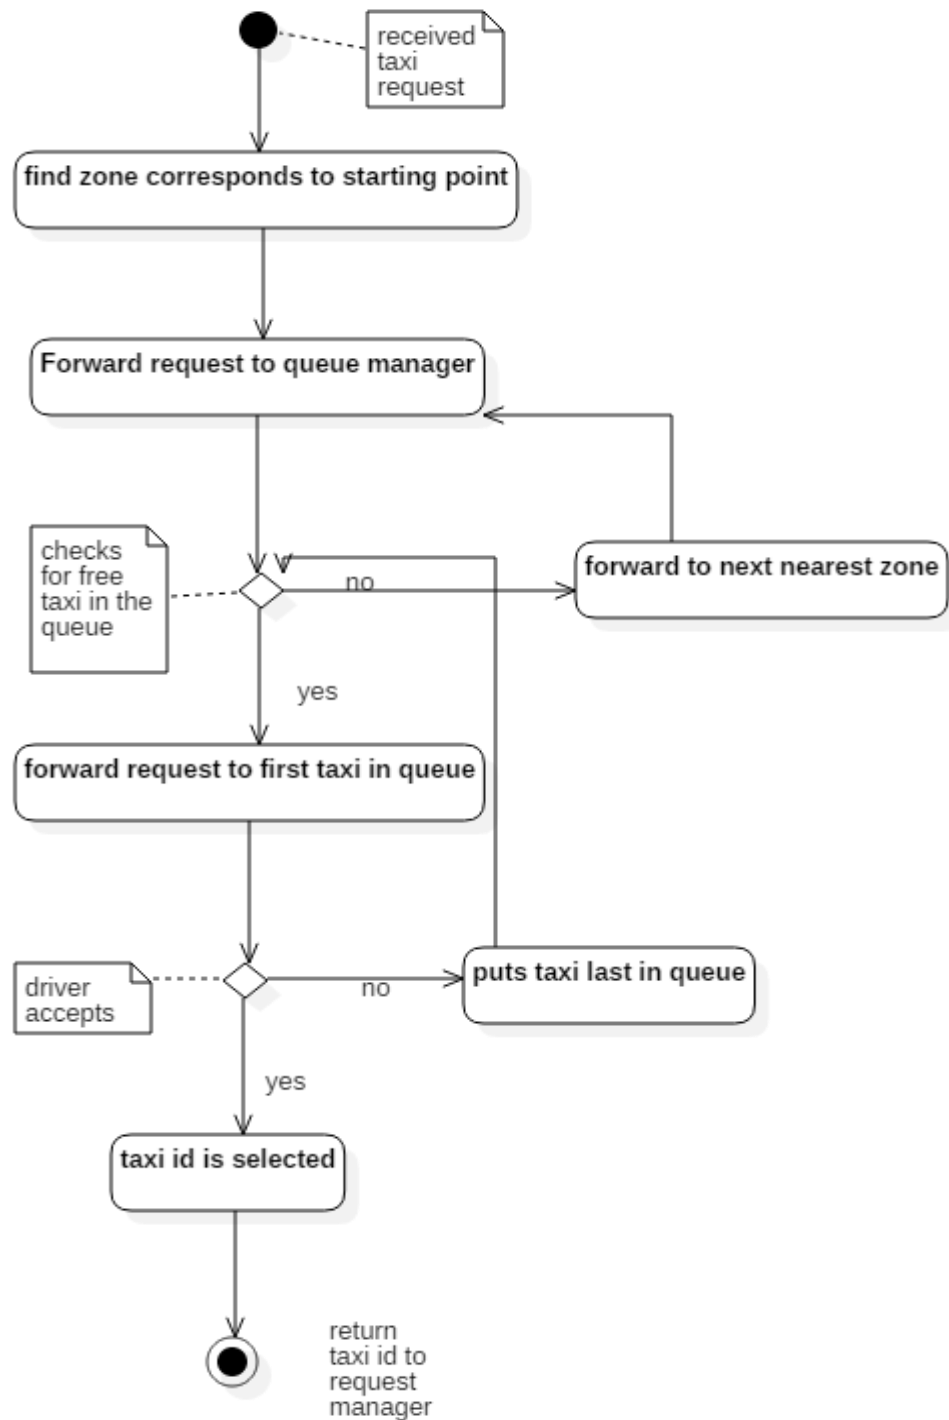 received
taxi
request
find zone corresponds to starting point
Forward request to queue manager
checks
for free
taxi in the
queue
no
forward to next nearest zone
yes
forward request to first taxi in queue
driver
accepts
no
puts taxi last in queue
yes
taxi id is selected
return
taxi id to
request
manager